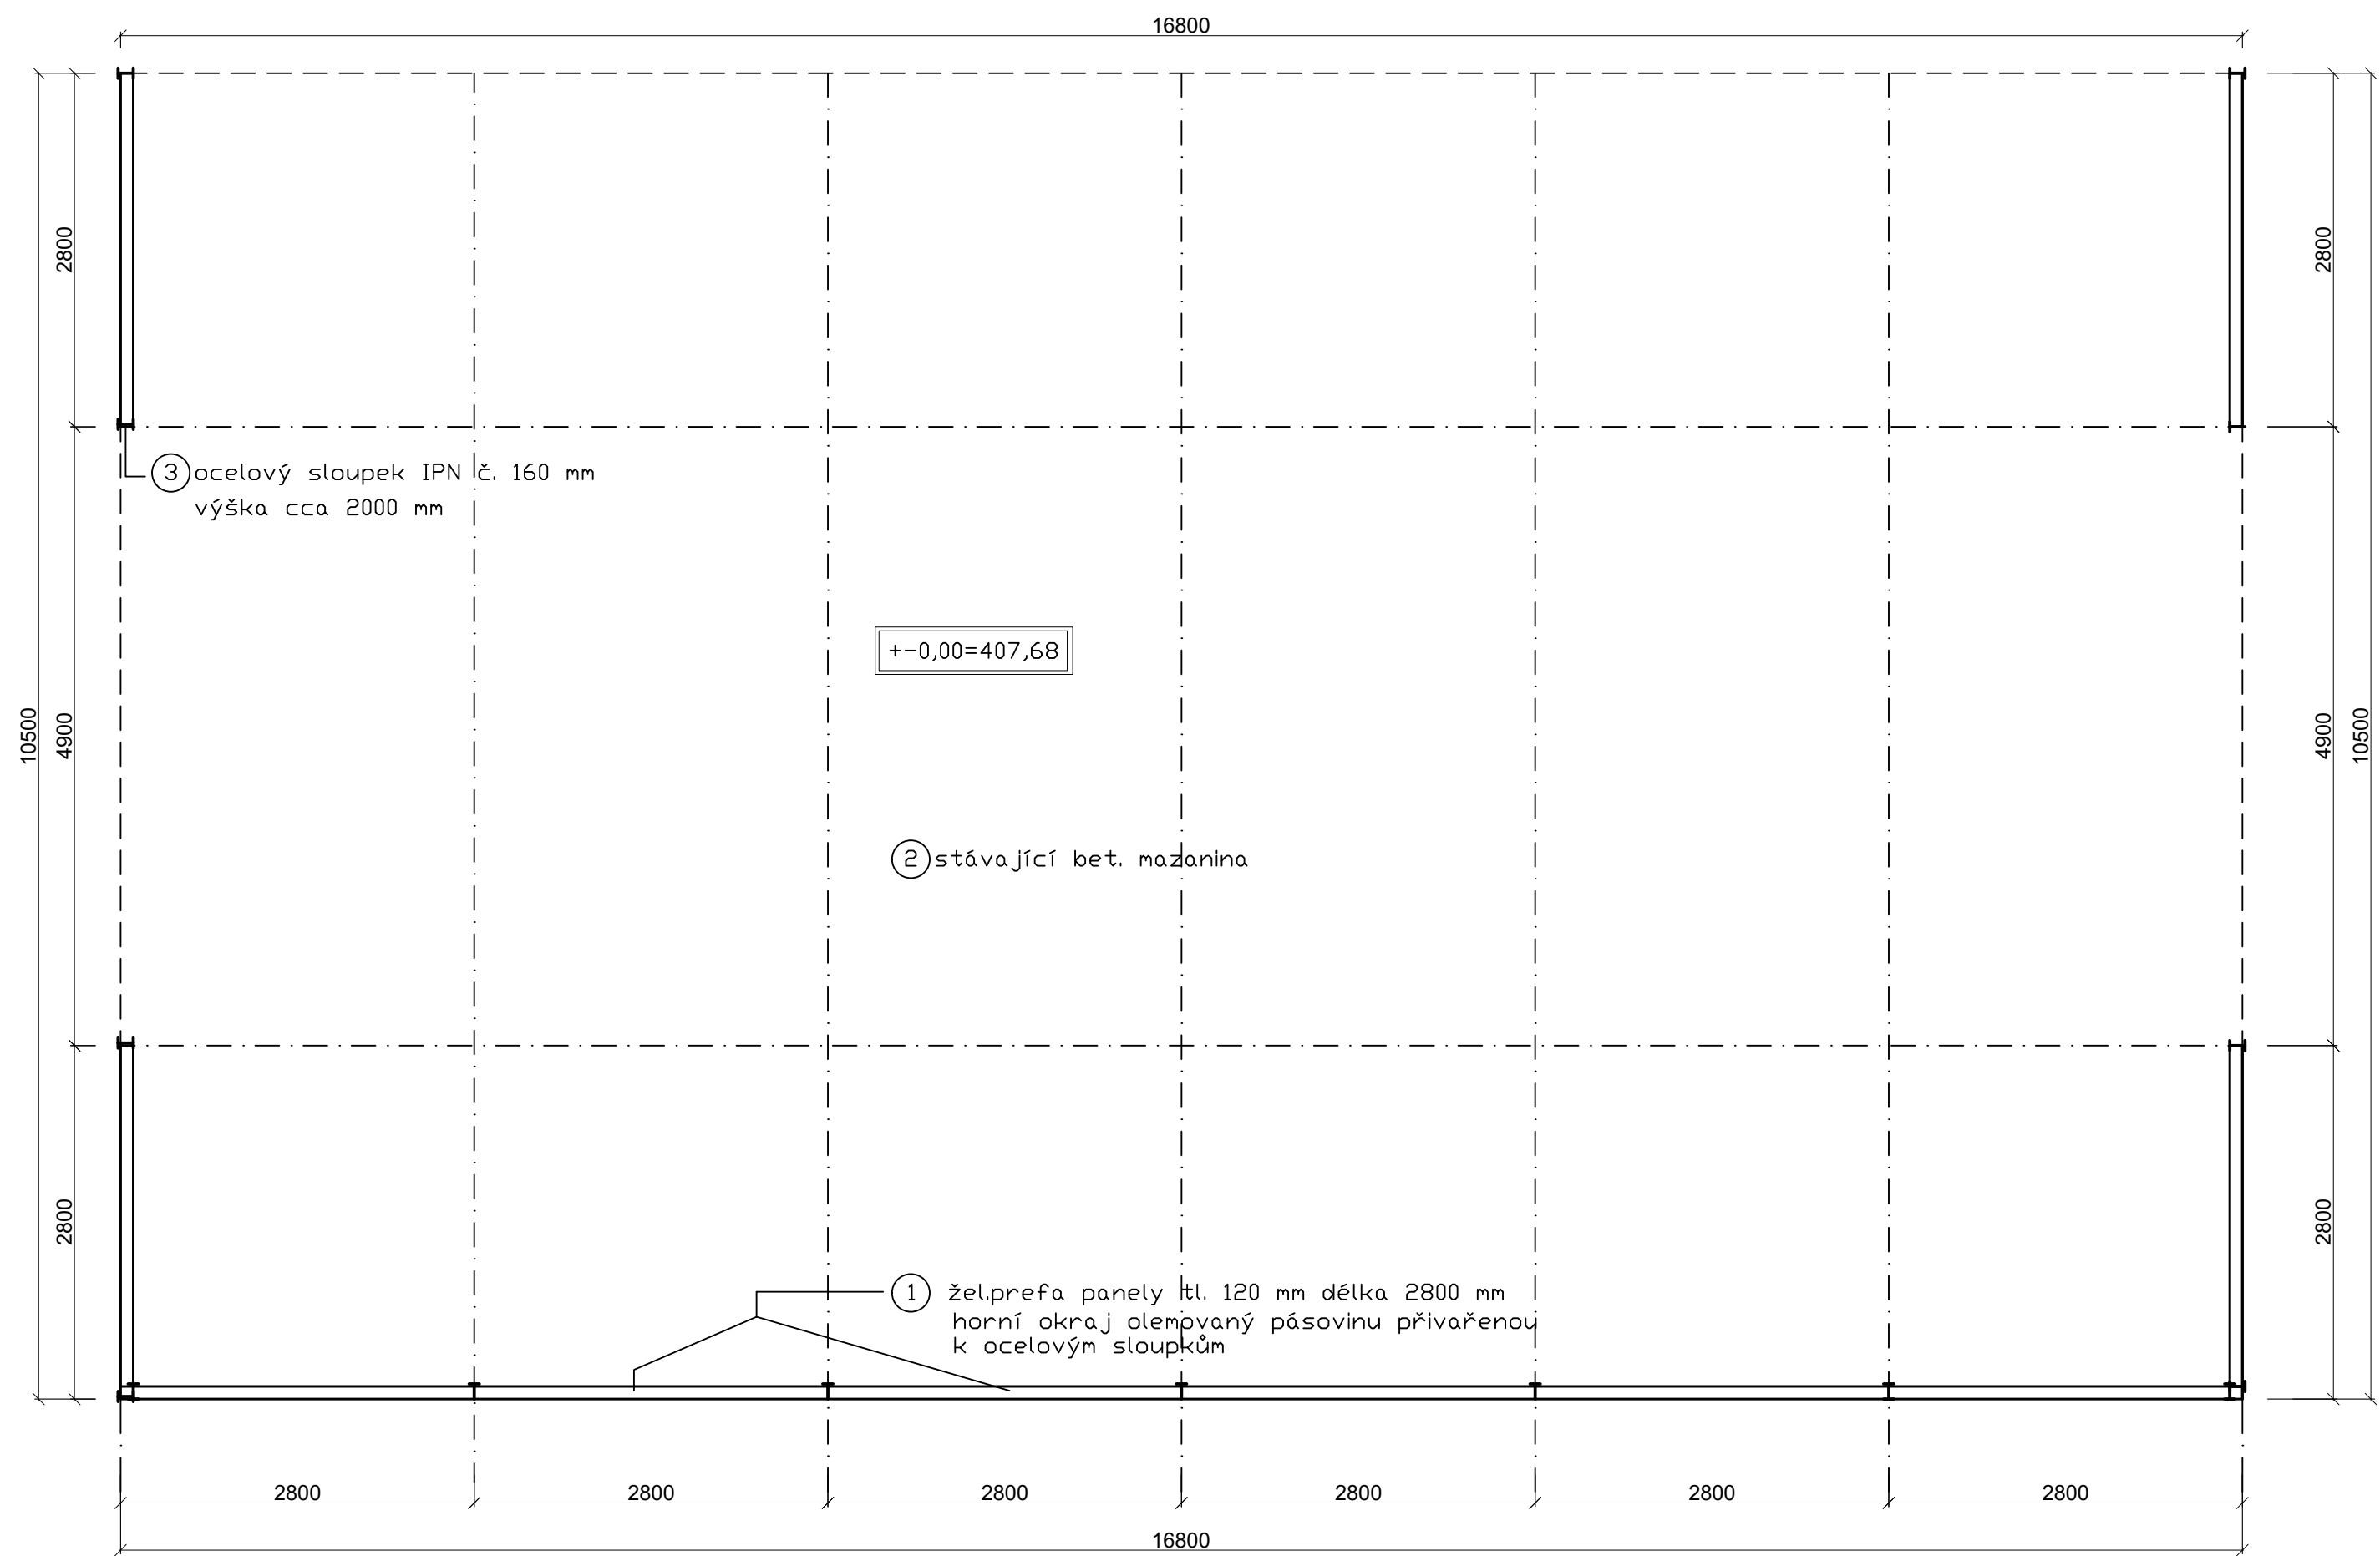 16800
2800
2800
3 ocelový sloupek IPN č. 160 mm
výška cca 2000 mm
+-0,00=407,68
10500
4900
4900
10500
2 stávající bet. mazanina
2800
2800
1 žel.prefa panely tl. 120 mm délka 2800 mm
horní okraj olemovaný pásovinu přivařenou
k ocelovým sloupkům
2800 2800 2800 2800 2800 2800
16800